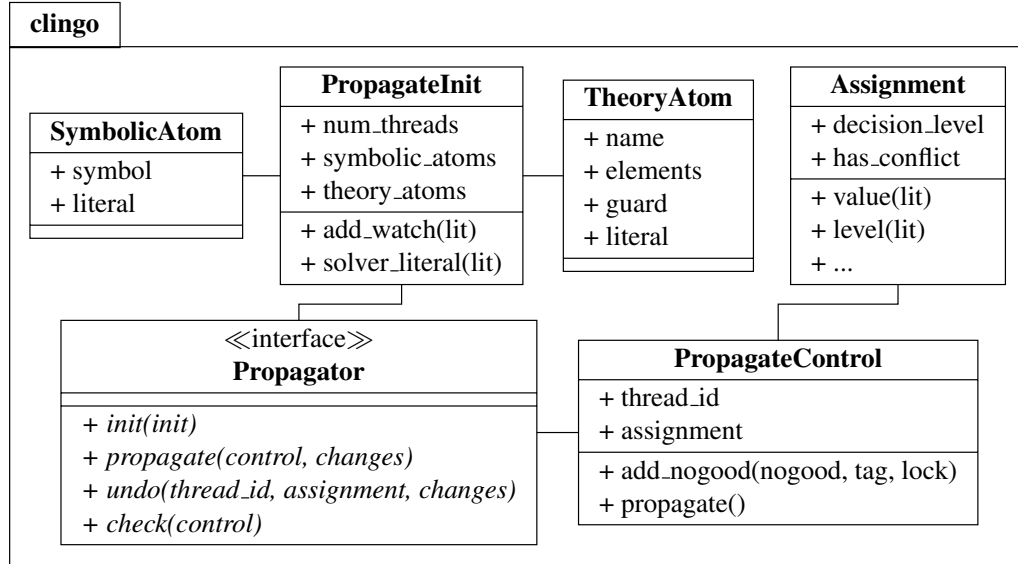 clingo
SymbolicAtom
+ symbol
+ literal
PropagateInit
+ num_threads
+ symbolic_atoms
+ theory_atoms
+ add_watch(lit)
+ solver_literal(lit)
TheoryAtom
+ name
+ elements
+ guard
+ literal
Assignment
+ decision_level
+ has_conflict
+ value(lit)
+ level(lit)
+ ...
≪interface≫
Propagator
+ init(init)
+ propagate(control, changes)
+ undo(thread_id, assignment, changes)
+ check(control)
PropagateControl
+ thread_id
+ assignment
+ add_nogood(nogood, tag, lock)
+ propagate()